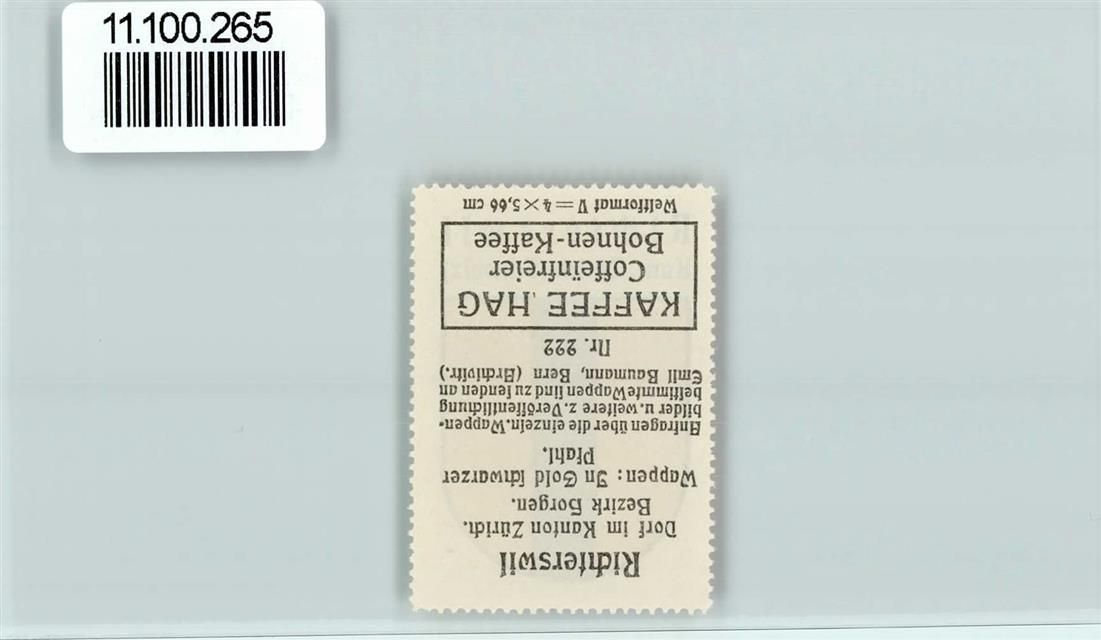 11.100.265
Richterswil
Dorf im Kanton Zürich.
Bezirk Horgen.
Wappen: In Gold schwarzer
Pfahl.
Anfragen über die einzeln. Wappen-
bilder u. weitere z. Veröffentlichung
bestimmte Wappen sind zu senden an
Emil Baumann, Bern (Archivstr.)
Nr. 222
KAFFEE HAG
Coffeïnfreier
Bohnen-Kaffee
Weltformat V = 4 × 5,66 cm